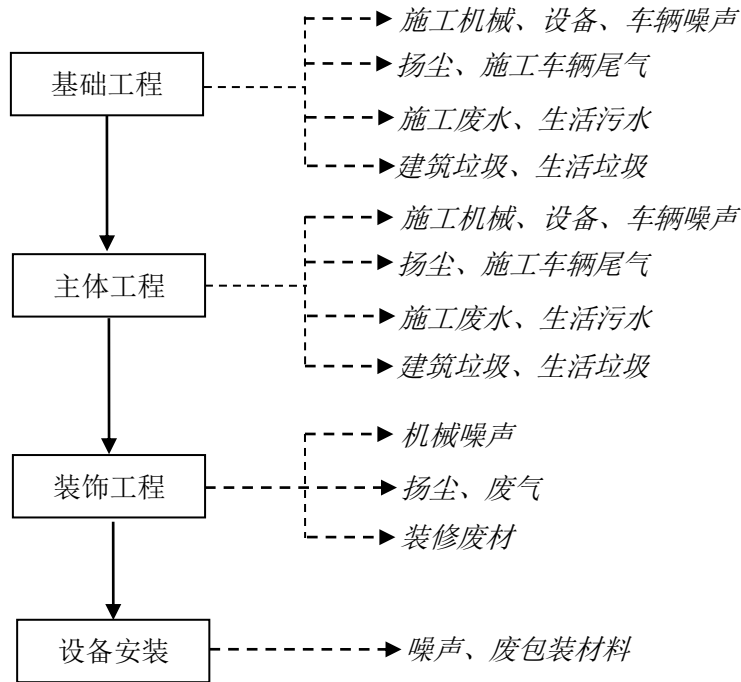 施工机械、设备、车辆噪声
扬尘、施工车辆尾气
基础工程
施工废水、生活污水
建筑垃圾、生活垃圾
施工机械、设备、车辆噪声
扬尘、施工车辆尾气
主体工程
施工废水、生活污水
建筑垃圾、生活垃圾
机械噪声
装饰工程
扬尘、废气
装修废材
设备安装
噪声、废包装材料